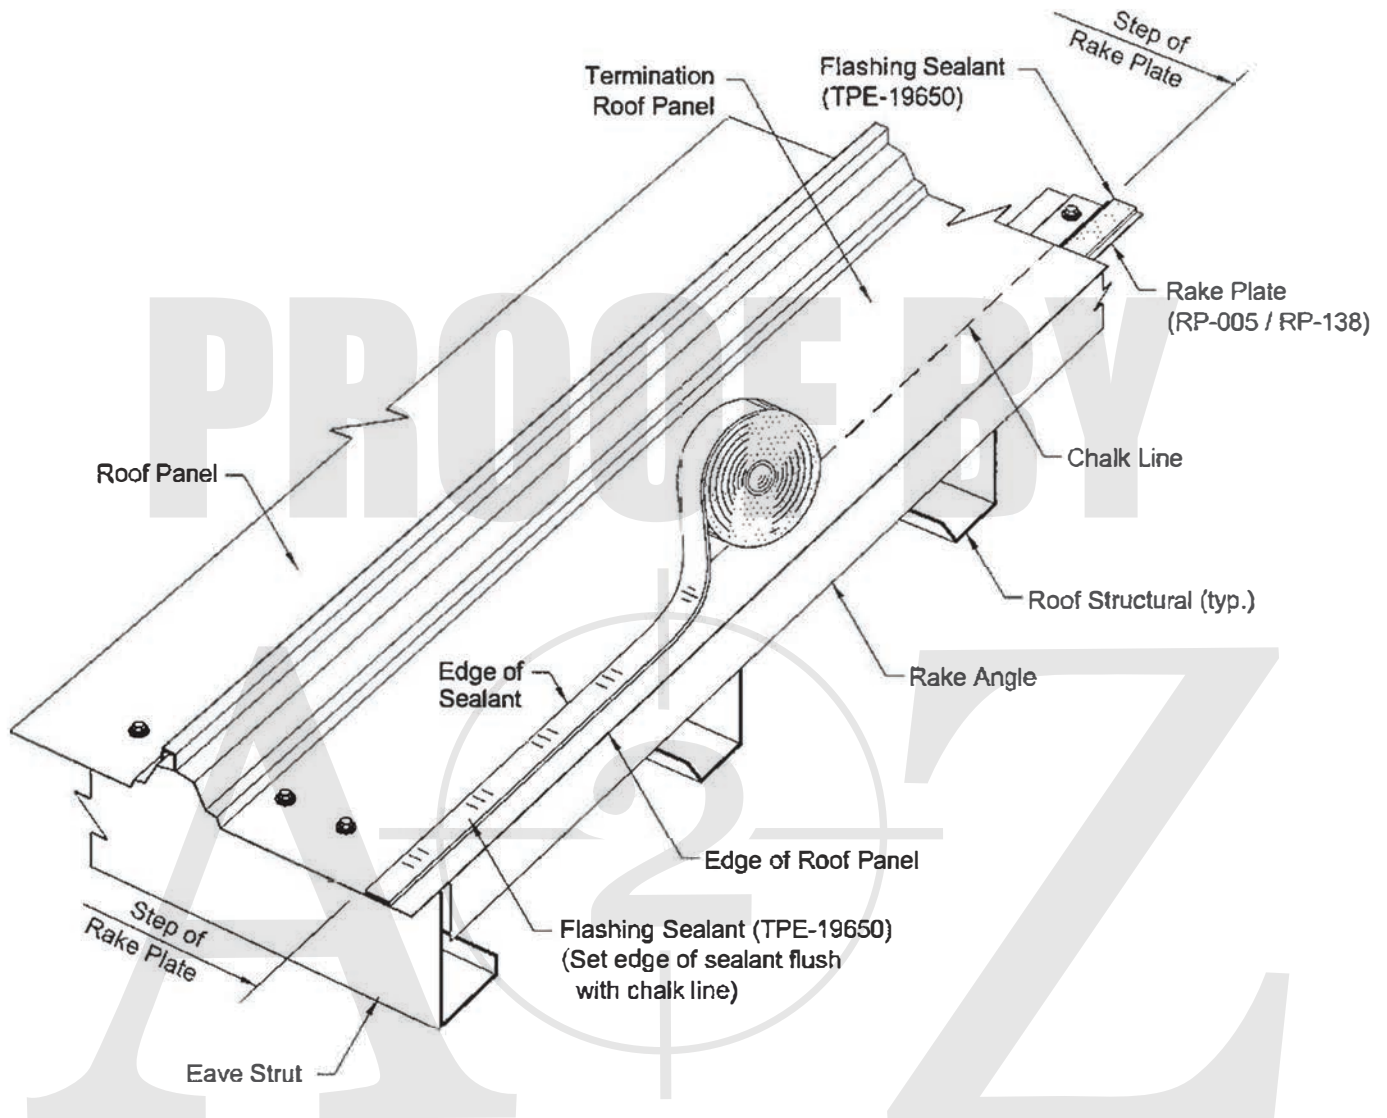 Step of
Rake Plate
Flashing Sealant
(TPE-19650)
Termination
Roof Panel
Rake Plate
(RP-005 / RP-138)
PROOF BY
Chalk Line
Roof Panel
Roof Structural (typ.)
Rake Angle
Edge of
Sealant
A2Z
Edge of Roof Panel
Flashing Sealant (TPE-19650)
(Set edge of sealant flush
with chalk line)
Step of
Rake Plate
Eave Strut